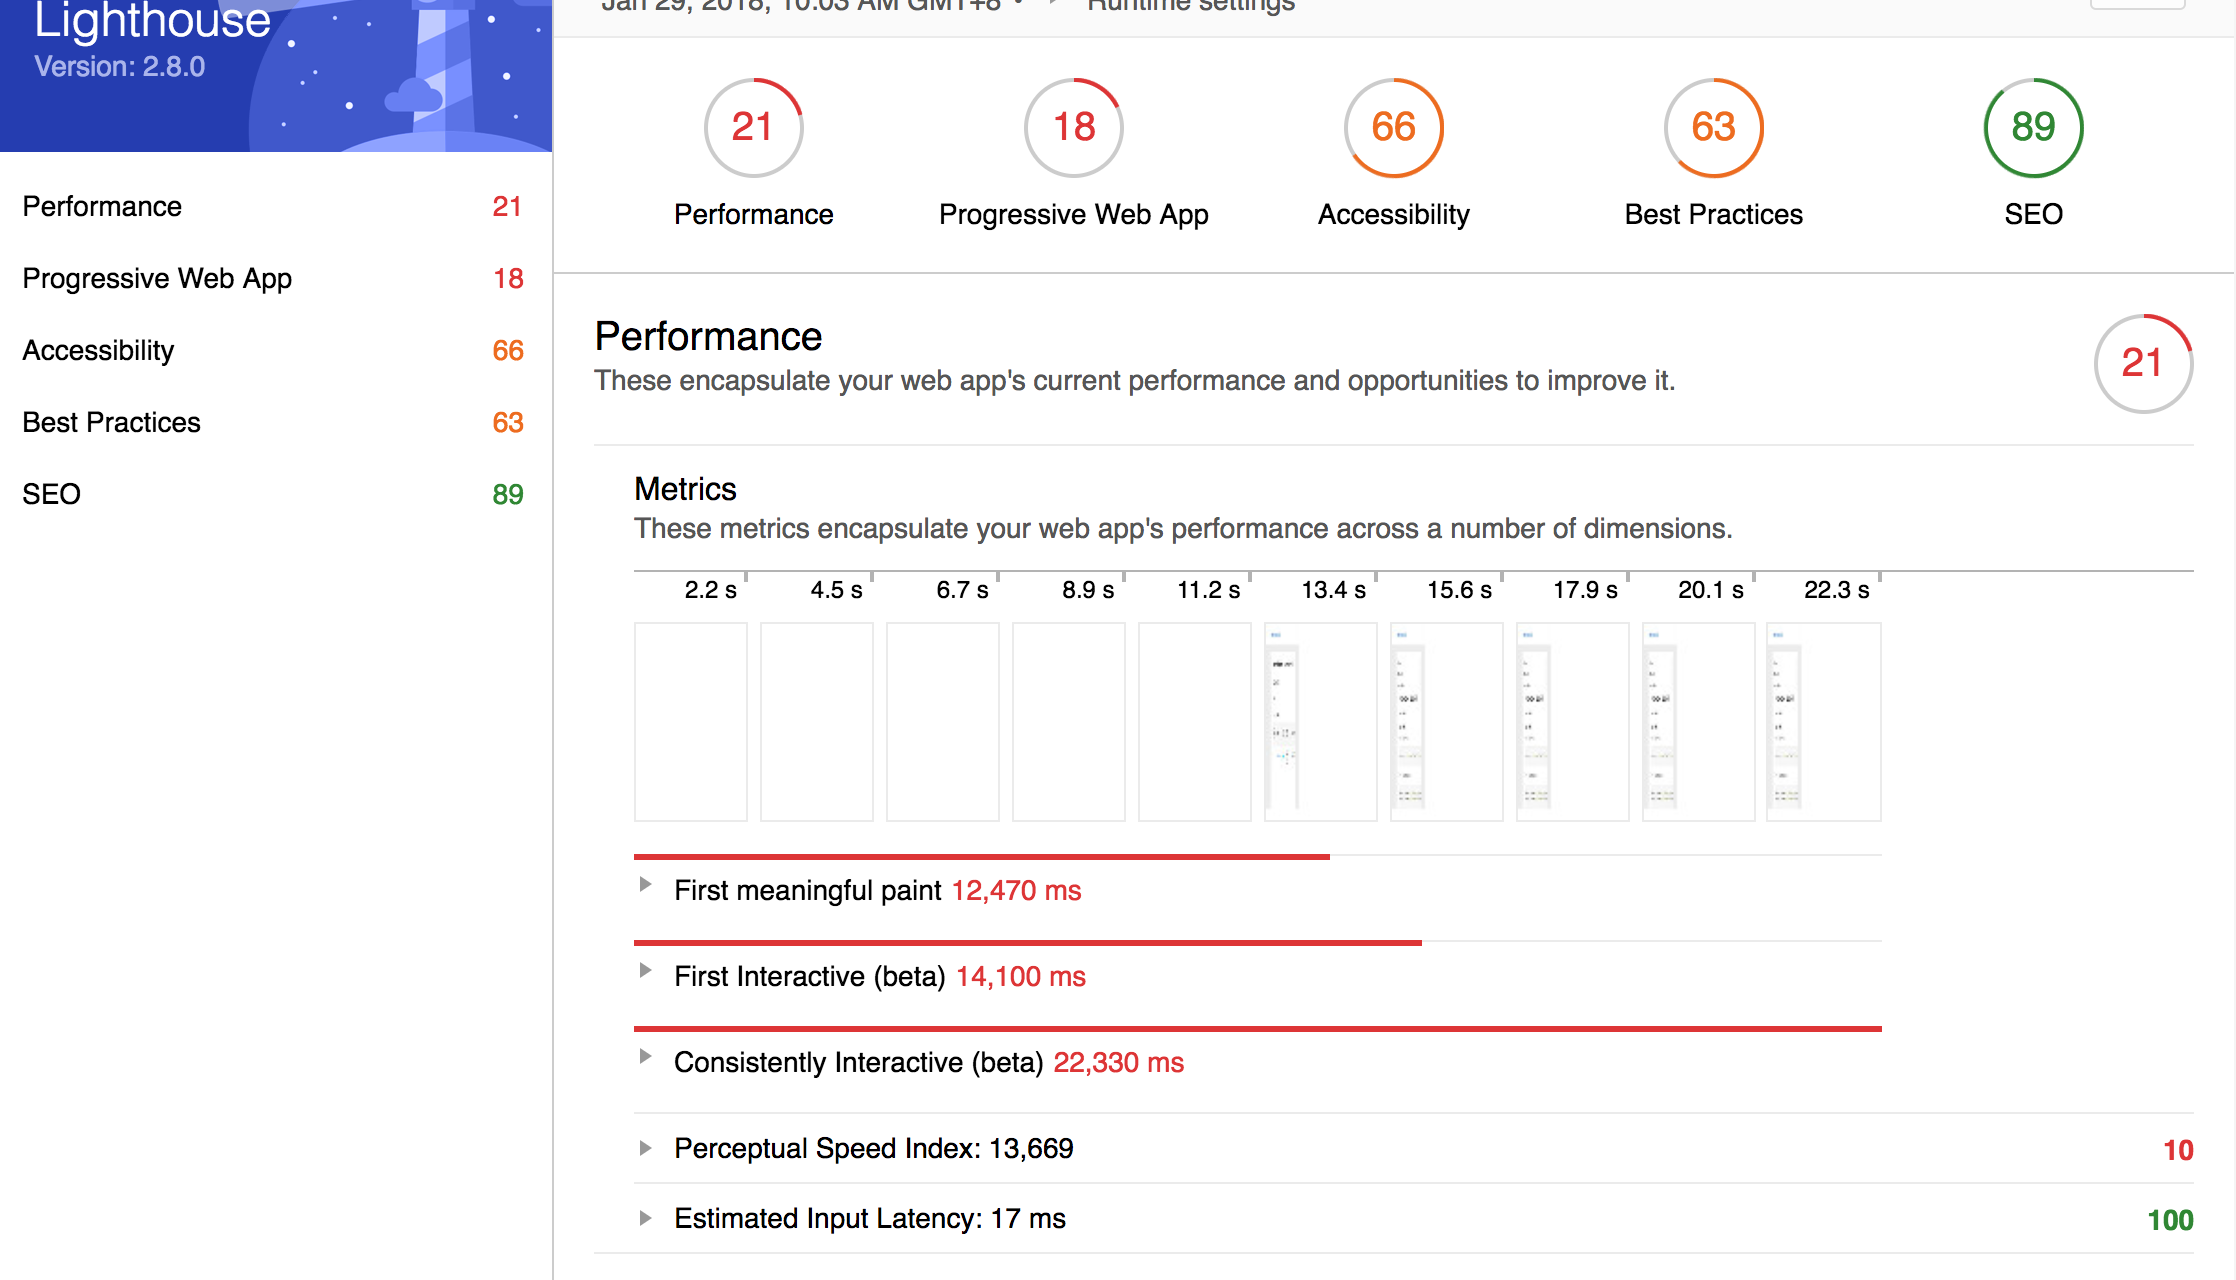 Lighthouse
Version: 2.8.0
Performance 21
Progressive Web App 18
Accessibility 66
Best Practices 63
SEO 89
Jan 29, 2018, 10:03 AM GMT+8 Runtime settings
21 18 66 63 89
Performance Progressive Web App Accessibility Best Practices SEO
Performance
These encapsulate your web app's current performance and opportunities to improve it.
21
Metrics
These metrics encapsulate your web app's performance across a number of dimensions.
2.2 s 4.5 s 6.7 s 8.9 s 11.2 s 13.4 s 15.6 s 17.9 s 20.1 s 22.3 s
First meaningful paint 12,470 ms
First Interactive (beta) 14,100 ms
Consistently Interactive (beta) 22,330 ms
Perceptual Speed Index: 13,669 10
Estimated Input Latency: 17 ms 100